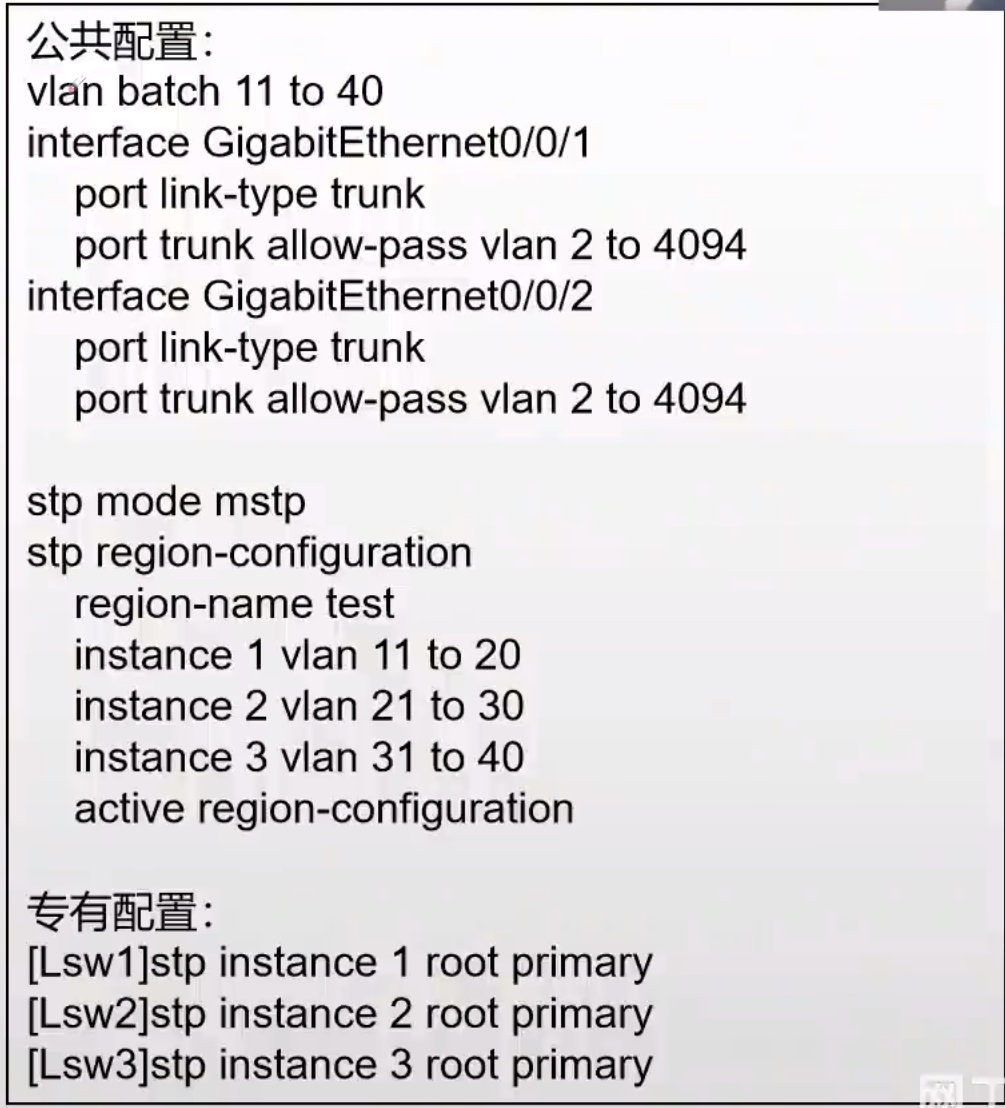 公共配置：
vlan batch 11 to 40
interface GigabitEthernet0/0/1
port link-type trunk
port trunk allow-pass vlan 2 to 4094
interface GigabitEthernet0/0/2
port link-type trunk
port trunk allow-pass vlan 2 to 4094
stp mode mstp
stp region-configuration
region-name test
instance 1 vlan 11 to 20
instance 2 vlan 21 to 30
instance 3 vlan 31 to 40
active region-configuration
专有配置：
[Lsw1]stp instance 1 root primary
[Lsw2]stp instance 2 root primary
[Lsw3]stp instance 3 root primary